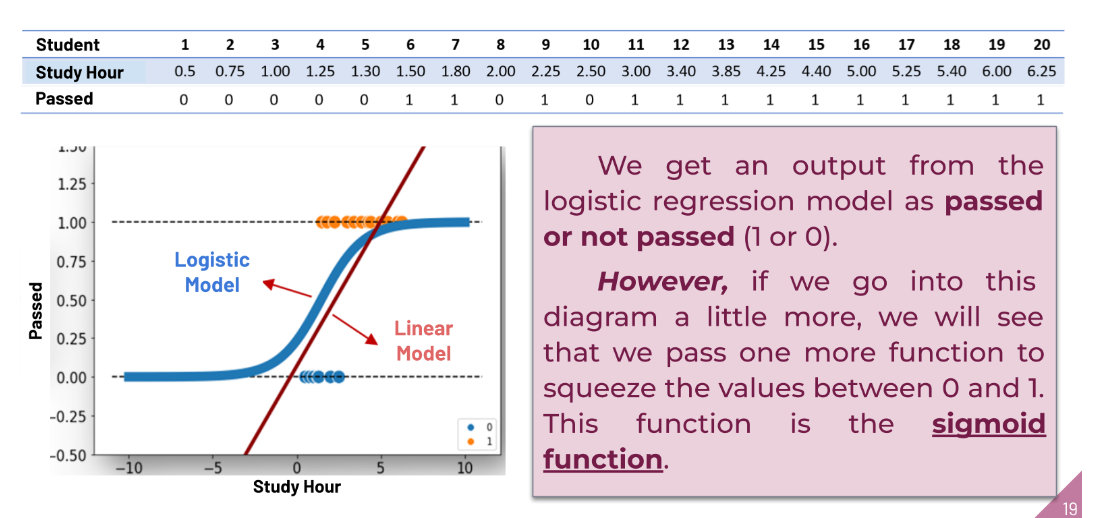 Student 1 2 3 4 5 6 7 8 9 10 11 12 13 14 15 16 17 18 19 20
Study Hour 0.5 0.75 1.00 1.25 1.30 1.50 1.80 2.00 2.25 2.50 3.00 3.40 3.85 4.25 4.40 5.00 5.25 5.40 6.00 6.25
Passed 0 0 0 0 0 1 1 0 1 0 1 1 1 1 1 1 1 1 1 1
1.50
1.25
1.00
0.75
0.50
0.25
0.00
−0.25
−0.50
Passed
Logistic
Model
Linear
Model
0
1
−10 −5 0 5 10
Study Hour
We get an output from the
logistic regression model as passed
or not passed (1 or 0).
However, if we go into this
diagram a little more, we will see
that we pass one more function to
squeeze the values between 0 and 1.
This function is the sigmoid
function.
19